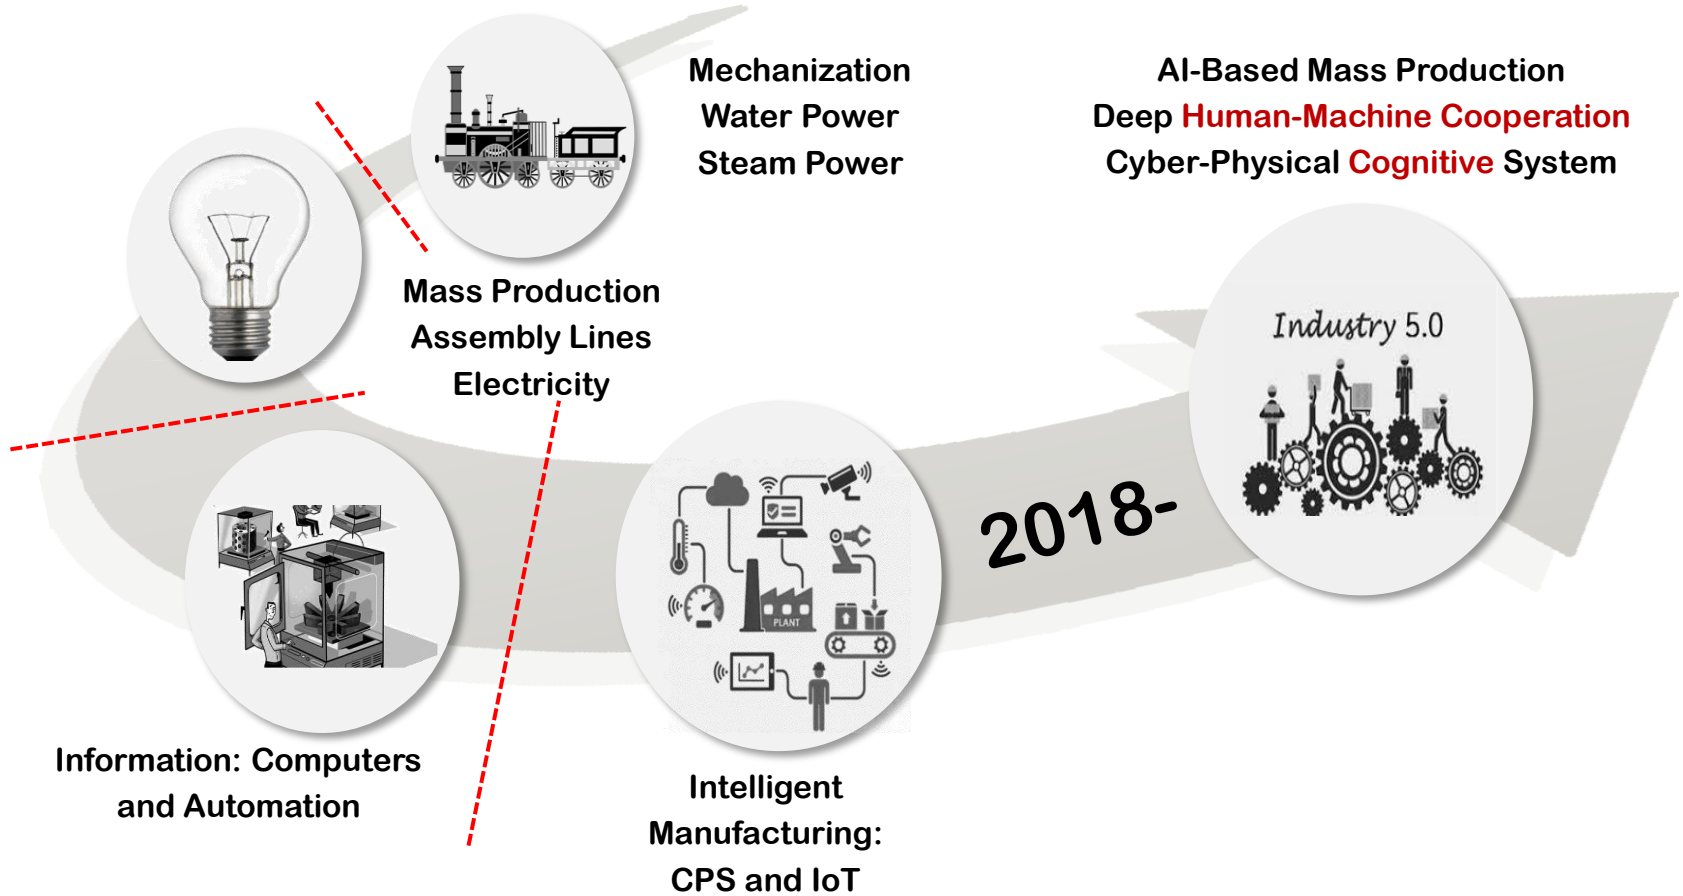 Mechanization
Water Power
Steam Power
AI-Based Mass Production
Deep Human-Machine Cooperation
Cyber-Physical Cognitive System
Mass Production
Assembly Lines
Electricity
Industry 5.0
2018-
PLANT
Information: Computers
and Automation
Intelligent
Manufacturing:
CPS and IoT